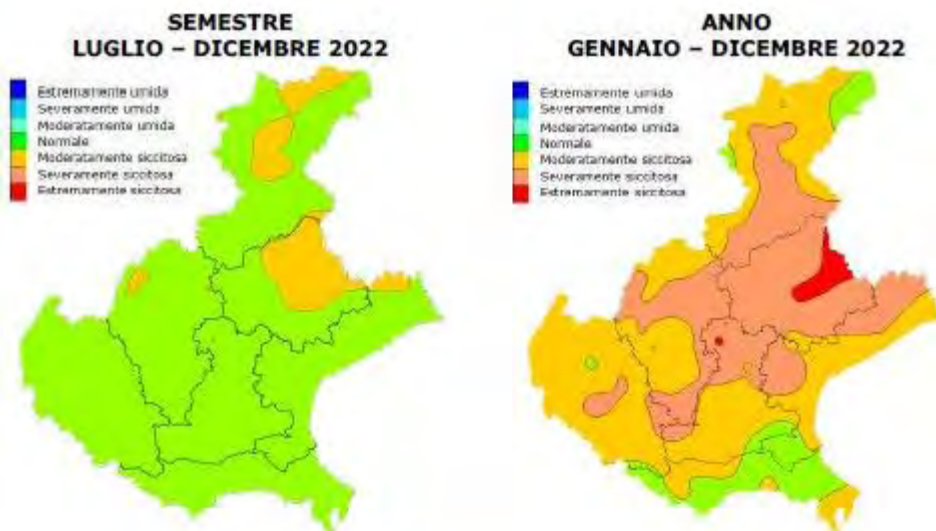 SEMESTRE
LUGLIO – DICEMBRE 2022
Estremamente umida
Severamente umida
Moderatamente umida
Normale
Moderatamente siccitosa
Severamente siccitosa
Estremamente siccitosa
ANNO
GENNAIO – DICEMBRE 2022
Estremamente umida
Severamente umida
Moderatamente umida
Normale
Moderatamente siccitosa
Severamente siccitosa
Estremamente siccitosa